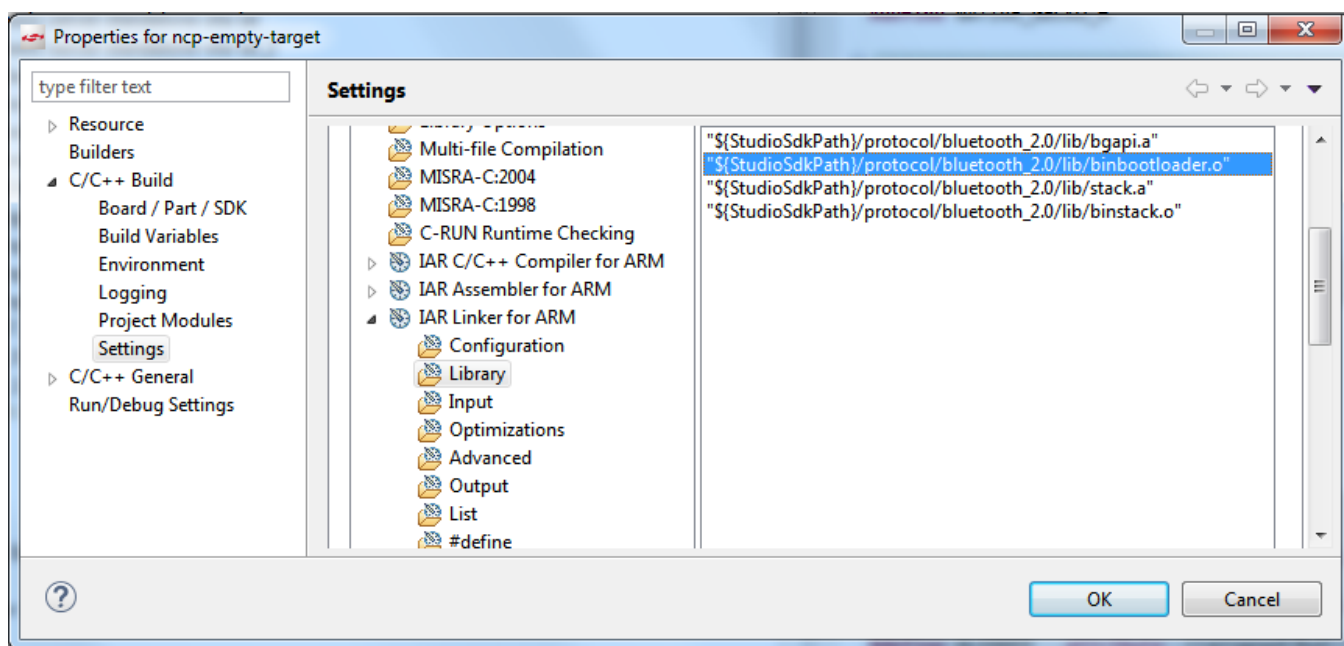 Properties for ncp-empty-target
type filter text
Resource
Builders
C/C++ Build
Board / Part / SDK
Build Variables
Environment
Logging
Project Modules
Settings
C/C++ General
Run/Debug Settings
Settings
Library Options
Multi-file Compilation
MISRA-C:2004
MISRA-C:1998
C-RUN Runtime Checking
IAR C/C++ Compiler for ARM
IAR Assembler for ARM
IAR Linker for ARM
Configuration
Library
Input
Optimizations
Advanced
Output
List
#define
"${StudioSdkPath}/protocol/bluetooth_2.0/lib/bgapi.a"
"${StudioSdkPath}/protocol/bluetooth_2.0/lib/binbootloader.o"
"${StudioSdkPath}/protocol/bluetooth_2.0/lib/stack.a"
"${StudioSdkPath}/protocol/bluetooth_2.0/lib/binstack.o"
?
OK
Cancel